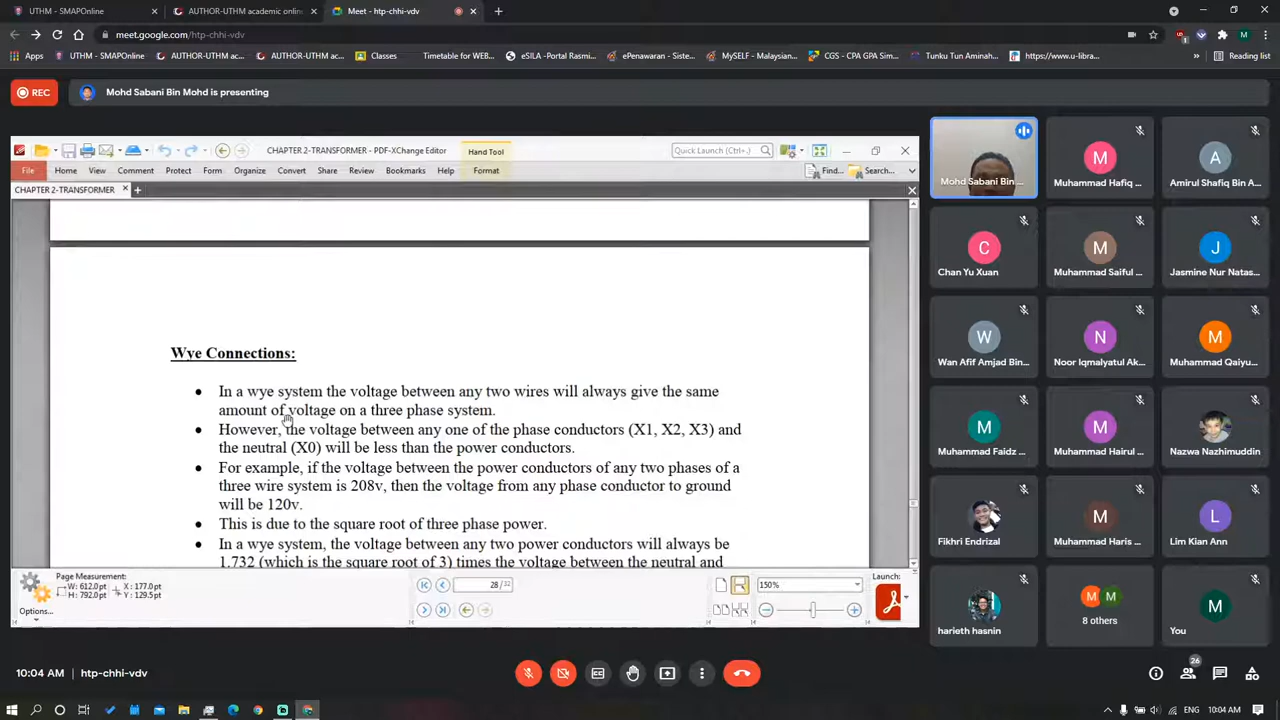 UTHM - SMAPOnline
AUTHOR-UTHM academic onlin
Meet - htp-chhi-vdv
meet.google.com/htp-chhi-vdv
Apps
UTHM - SMAPOnline
AUTHOR-UTHM ac...
AUTHOR-UTHM ac...
Classes
Timetable for WEB...
eSILA -Portal Rasmi...
ePenawaran - Siste...
MySELF - Malaysian...
CGS - CPA GPA Sim...
Tunku Tun Aminah...
https://www.u-libra...
»
Reading list
REC
Mohd Sabani Bin Mohd is presenting
CHAPTER 2-TRANSFORMER - PDF-XChange Editor
Hand Tool
Quick Launch (Ctrl+.)
File
Home
View
Comment
Protect
Form
Organize
Convert
Share
Review
Bookmarks
Help
Format
Find...
Search...
CHAPTER 2-TRANSFORMER
Wye Connections:
• In a wye system the voltage between any two wires will always give the same
amount of voltage on a three phase system.
• However, the voltage between any one of the phase conductors (X1, X2, X3) and
the neutral (X0) will be less than the power conductors.
• For example, if the voltage between the power conductors of any two phases of a
three wire system is 208v, then the voltage from any phase conductor to ground
will be 120v.
• This is due to the square root of three phase power.
• In a wye system, the voltage between any two power conductors will always be
1.732 (which is the square root of 3) times the voltage between the neutral and
Options...
Page Measurement:
W: 612.0pt
H: 792.0pt
X: 177.0pt
Y: 129.5pt
28 / 32
150%
Launch:
Mohd Sabani Bin ...
M
Muhammad Hafiq ...
A
Amirul Shafiq Bin A...
C
Chan Yu Xuan
M
Muhammad Saiful ...
J
Jasmine Nur Natas...
W
Wan Afif Amjad Bin...
N
Noor Iqmalyatul Ak...
M
Muhammad Qaiyu...
M
Muhammad Faidz ...
M
Muhammad Hairul ...
Nazwa Nazhimuddin
Fikhri Endrizal
M
Muhammad Haris ...
L
Lim Kian Ann
harieth hasnin
M M
8 others
M
You
10:04 AM
htp-chhi-vdv
26
ENG
10:04 AM